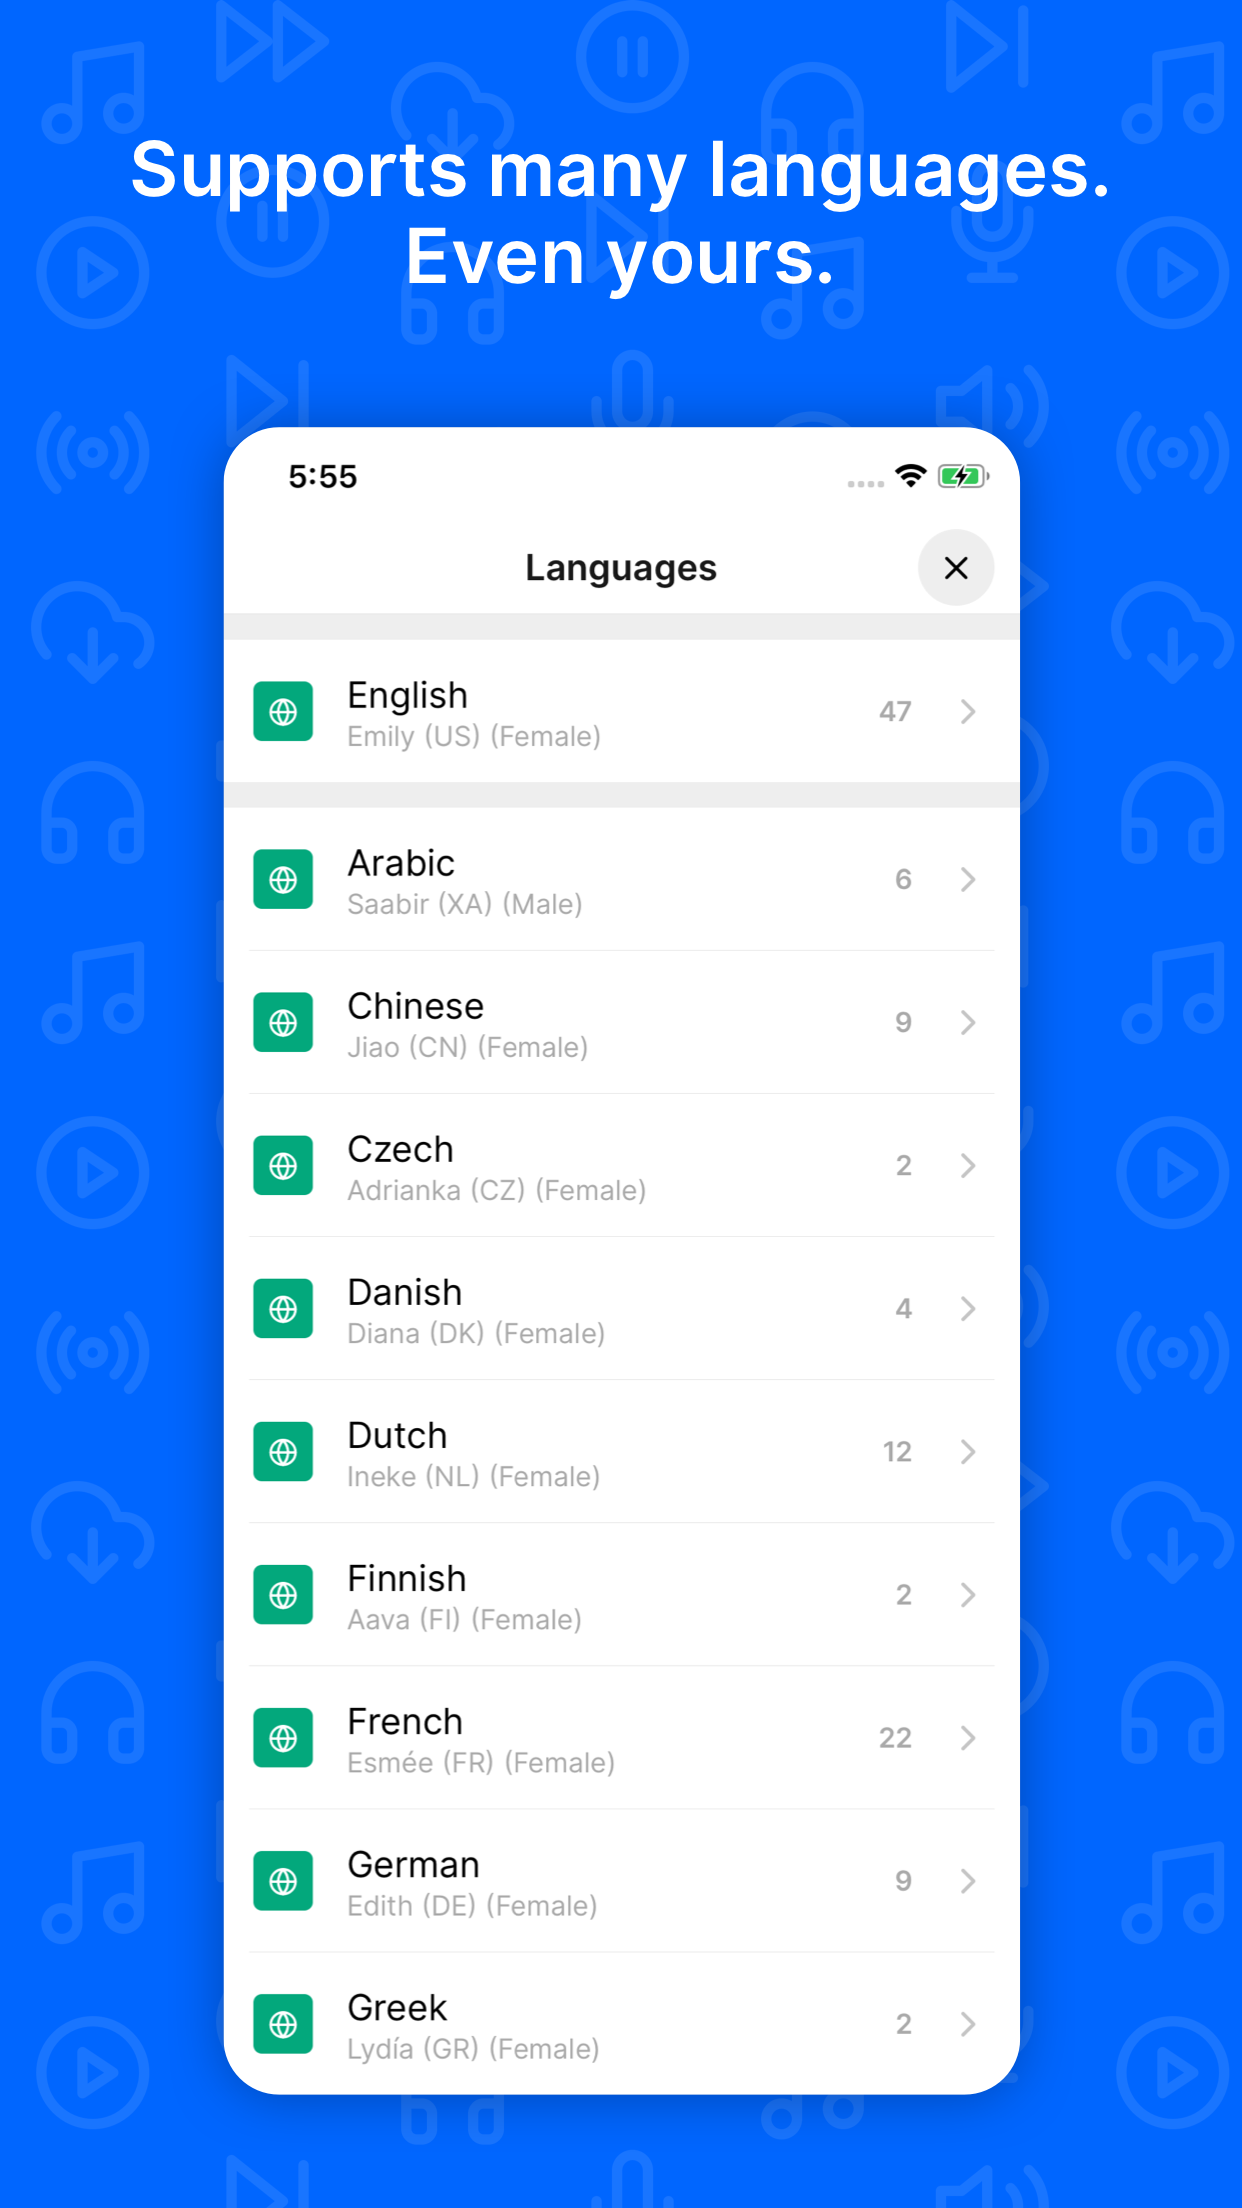 Supports many languages.
Even yours.
5:55
Languages
English
Emily (US) (Female)
47
Arabic
Saabir (XA) (Male)
6
Chinese
Jiao (CN) (Female)
9
Czech
Adrianka (CZ) (Female)
2
Danish
Diana (DK) (Female)
4
Dutch
Ineke (NL) (Female)
12
Finnish
Aava (FI) (Female)
2
French
Esmée (FR) (Female)
22
German
Edith (DE) (Female)
9
Greek
Lydía (GR) (Female)
2